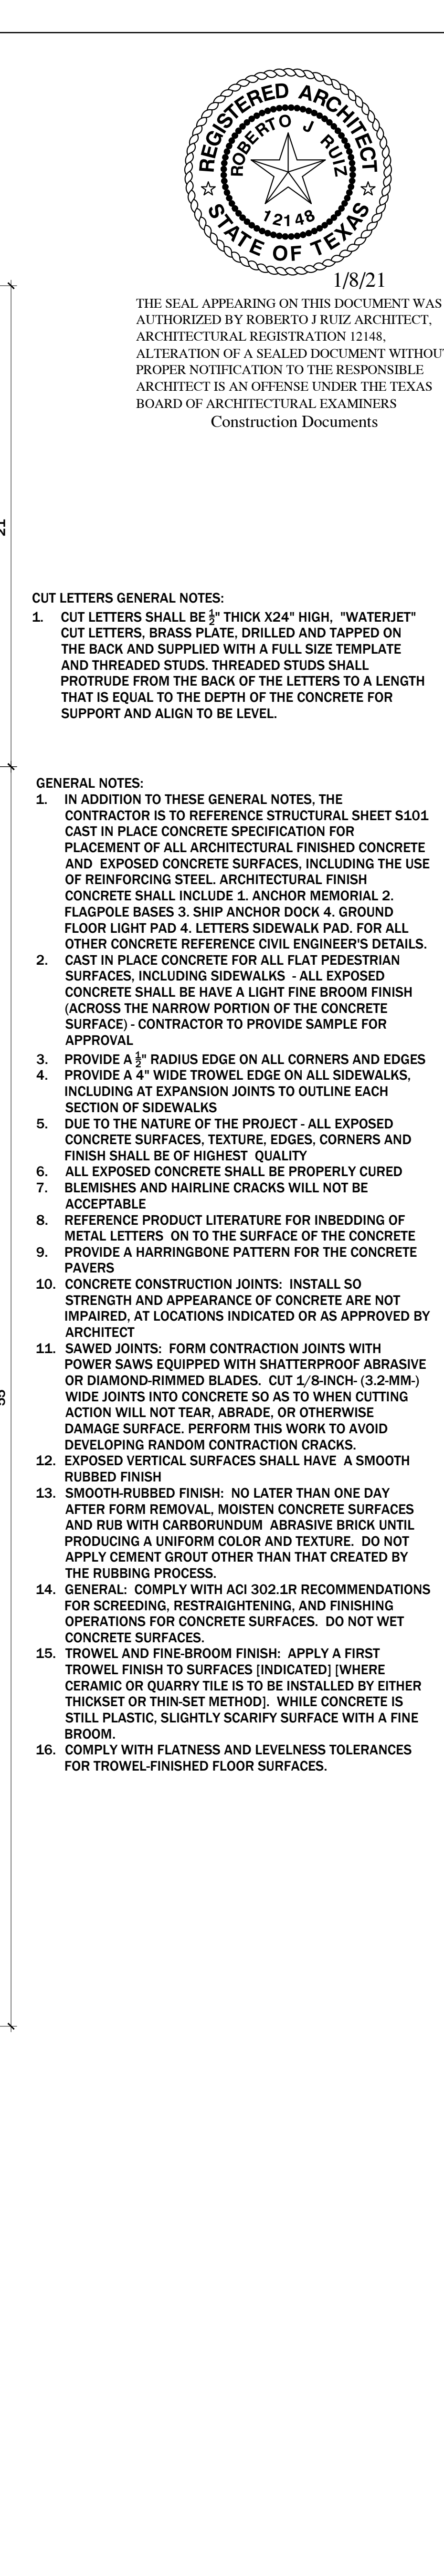 REGISTERED ARCHITECT
ROBERTO J RUIZ
12148
STATE OF TEXAS
1/8/21
THE SEAL APPEARING ON THIS DOCUMENT WAS
AUTHORIZED BY ROBERTO J RUIZ ARCHITECT,
ARCHITECTURAL REGISTRATION 12148,
ALTERATION OF A SEALED DOCUMENT WITHOUT
PROPER NOTIFICATION TO THE RESPONSIBLE
ARCHITECT IS AN OFFENSE UNDER THE TEXAS
BOARD OF ARCHITECTURAL EXAMINERS
Construction Documents
21
CUT LETTERS GENERAL NOTES:
1. CUT LETTERS SHALL BE ½" THICK X24" HIGH, "WATERJET"
CUT LETTERS, BRASS PLATE, DRILLED AND TAPPED ON
THE BACK AND SUPPLIED WITH A FULL SIZE TEMPLATE
AND THREADED STUDS. THREADED STUDS SHALL
PROTRUDE FROM THE BACK OF THE LETTERS TO A LENGTH
THAT IS EQUAL TO THE DEPTH OF THE CONCRETE FOR
SUPPORT AND ALIGN TO BE LEVEL.
GENERAL NOTES:
1. IN ADDITION TO THESE GENERAL NOTES, THE
CONTRACTOR IS TO REFERENCE STRUCTURAL SHEET S101
CAST IN PLACE CONCRETE SPECIFICATION FOR
PLACEMENT OF ALL ARCHITECTURAL FINISHED CONCRETE
AND EXPOSED CONCRETE SURFACES, INCLUDING THE USE
OF REINFORCING STEEL. ARCHITECTURAL FINISH
CONCRETE SHALL INCLUDE 1. ANCHOR MEMORIAL 2.
FLAGPOLE BASES 3. SHIP ANCHOR DOCK 4. GROUND
FLOOR LIGHT PAD 4. LETTERS SIDEWALK PAD. FOR ALL
OTHER CONCRETE REFERENCE CIVIL ENGINEER'S DETAILS.
2. CAST IN PLACE CONCRETE FOR ALL FLAT PEDESTRIAN
SURFACES, INCLUDING SIDEWALKS - ALL EXPOSED
CONCRETE SHALL BE HAVE A LIGHT FINE BROOM FINISH
(ACROSS THE NARROW PORTION OF THE CONCRETE
SURFACE) - CONTRACTOR TO PROVIDE SAMPLE FOR
APPROVAL
3. PROVIDE A ½" RADIUS EDGE ON ALL CORNERS AND EDGES
4. PROVIDE A 4" WIDE TROWEL EDGE ON ALL SIDEWALKS,
INCLUDING AT EXPANSION JOINTS TO OUTLINE EACH
SECTION OF SIDEWALKS
5. DUE TO THE NATURE OF THE PROJECT - ALL EXPOSED
CONCRETE SURFACES, TEXTURE, EDGES, CORNERS AND
FINISH SHALL BE OF HIGHEST QUALITY
6. ALL EXPOSED CONCRETE SHALL BE PROPERLY CURED
7. BLEMISHES AND HAIRLINE CRACKS WILL NOT BE
ACCEPTABLE
8. REFERENCE PRODUCT LITERATURE FOR INBEDDING OF
METAL LETTERS ON TO THE SURFACE OF THE CONCRETE
9. PROVIDE A HARRINGBONE PATTERN FOR THE CONCRETE
PAVERS
10. CONCRETE CONSTRUCTION JOINTS: INSTALL SO
STRENGTH AND APPEARANCE OF CONCRETE ARE NOT
IMPAIRED, AT LOCATIONS INDICATED OR AS APPROVED BY
ARCHITECT
11. SAWED JOINTS: FORM CONTRACTION JOINTS WITH
POWER SAWS EQUIPPED WITH SHATTERPROOF ABRASIVE
OR DIAMOND-RIMMED BLADES. CUT 1/8-INCH- (3.2-MM-)
WIDE JOINTS INTO CONCRETE SO AS TO WHEN CUTTING
ACTION WILL NOT TEAR, ABRADE, OR OTHERWISE
DAMAGE SURFACE. PERFORM THIS WORK TO AVOID
DEVELOPING RANDOM CONTRACTION CRACKS.
12. EXPOSED VERTICAL SURFACES SHALL HAVE A SMOOTH
RUBBED FINISH
13. SMOOTH-RUBBED FINISH: NO LATER THAN ONE DAY
AFTER FORM REMOVAL, MOISTEN CONCRETE SURFACES
AND RUB WITH CARBORUNDUM ABRASIVE BRICK UNTIL
PRODUCING A UNIFORM COLOR AND TEXTURE. DO NOT
APPLY CEMENT GROUT OTHER THAN THAT CREATED BY
THE RUBBING PROCESS.
14. GENERAL: COMPLY WITH ACI 302.1R RECOMMENDATIONS
FOR SCREEDING, RESTRAIGHTENING, AND FINISHING
OPERATIONS FOR CONCRETE SURFACES. DO NOT WET
CONCRETE SURFACES.
15. TROWEL AND FINE-BROOM FINISH: APPLY A FIRST
TROWEL FINISH TO SURFACES [INDICATED] [WHERE
CERAMIC OR QUARRY TILE IS TO BE INSTALLED BY EITHER
THICKSET OR THIN-SET METHOD]. WHILE CONCRETE IS
STILL PLASTIC, SLIGHTLY SCARIFY SURFACE WITH A FINE
BROOM.
16. COMPLY WITH FLATNESS AND LEVELNESS TOLERANCES
FOR TROWEL-FINISHED FLOOR SURFACES.